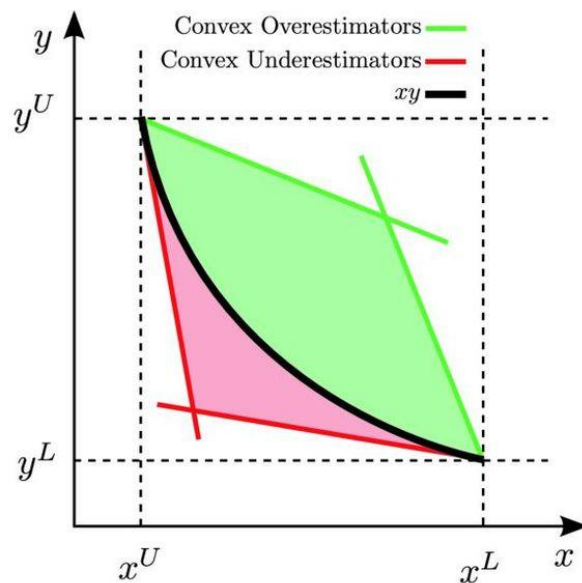 Convex Overestimators
Convex Underestimators
xy
y
y^U
y^L
x^U
x^L
x